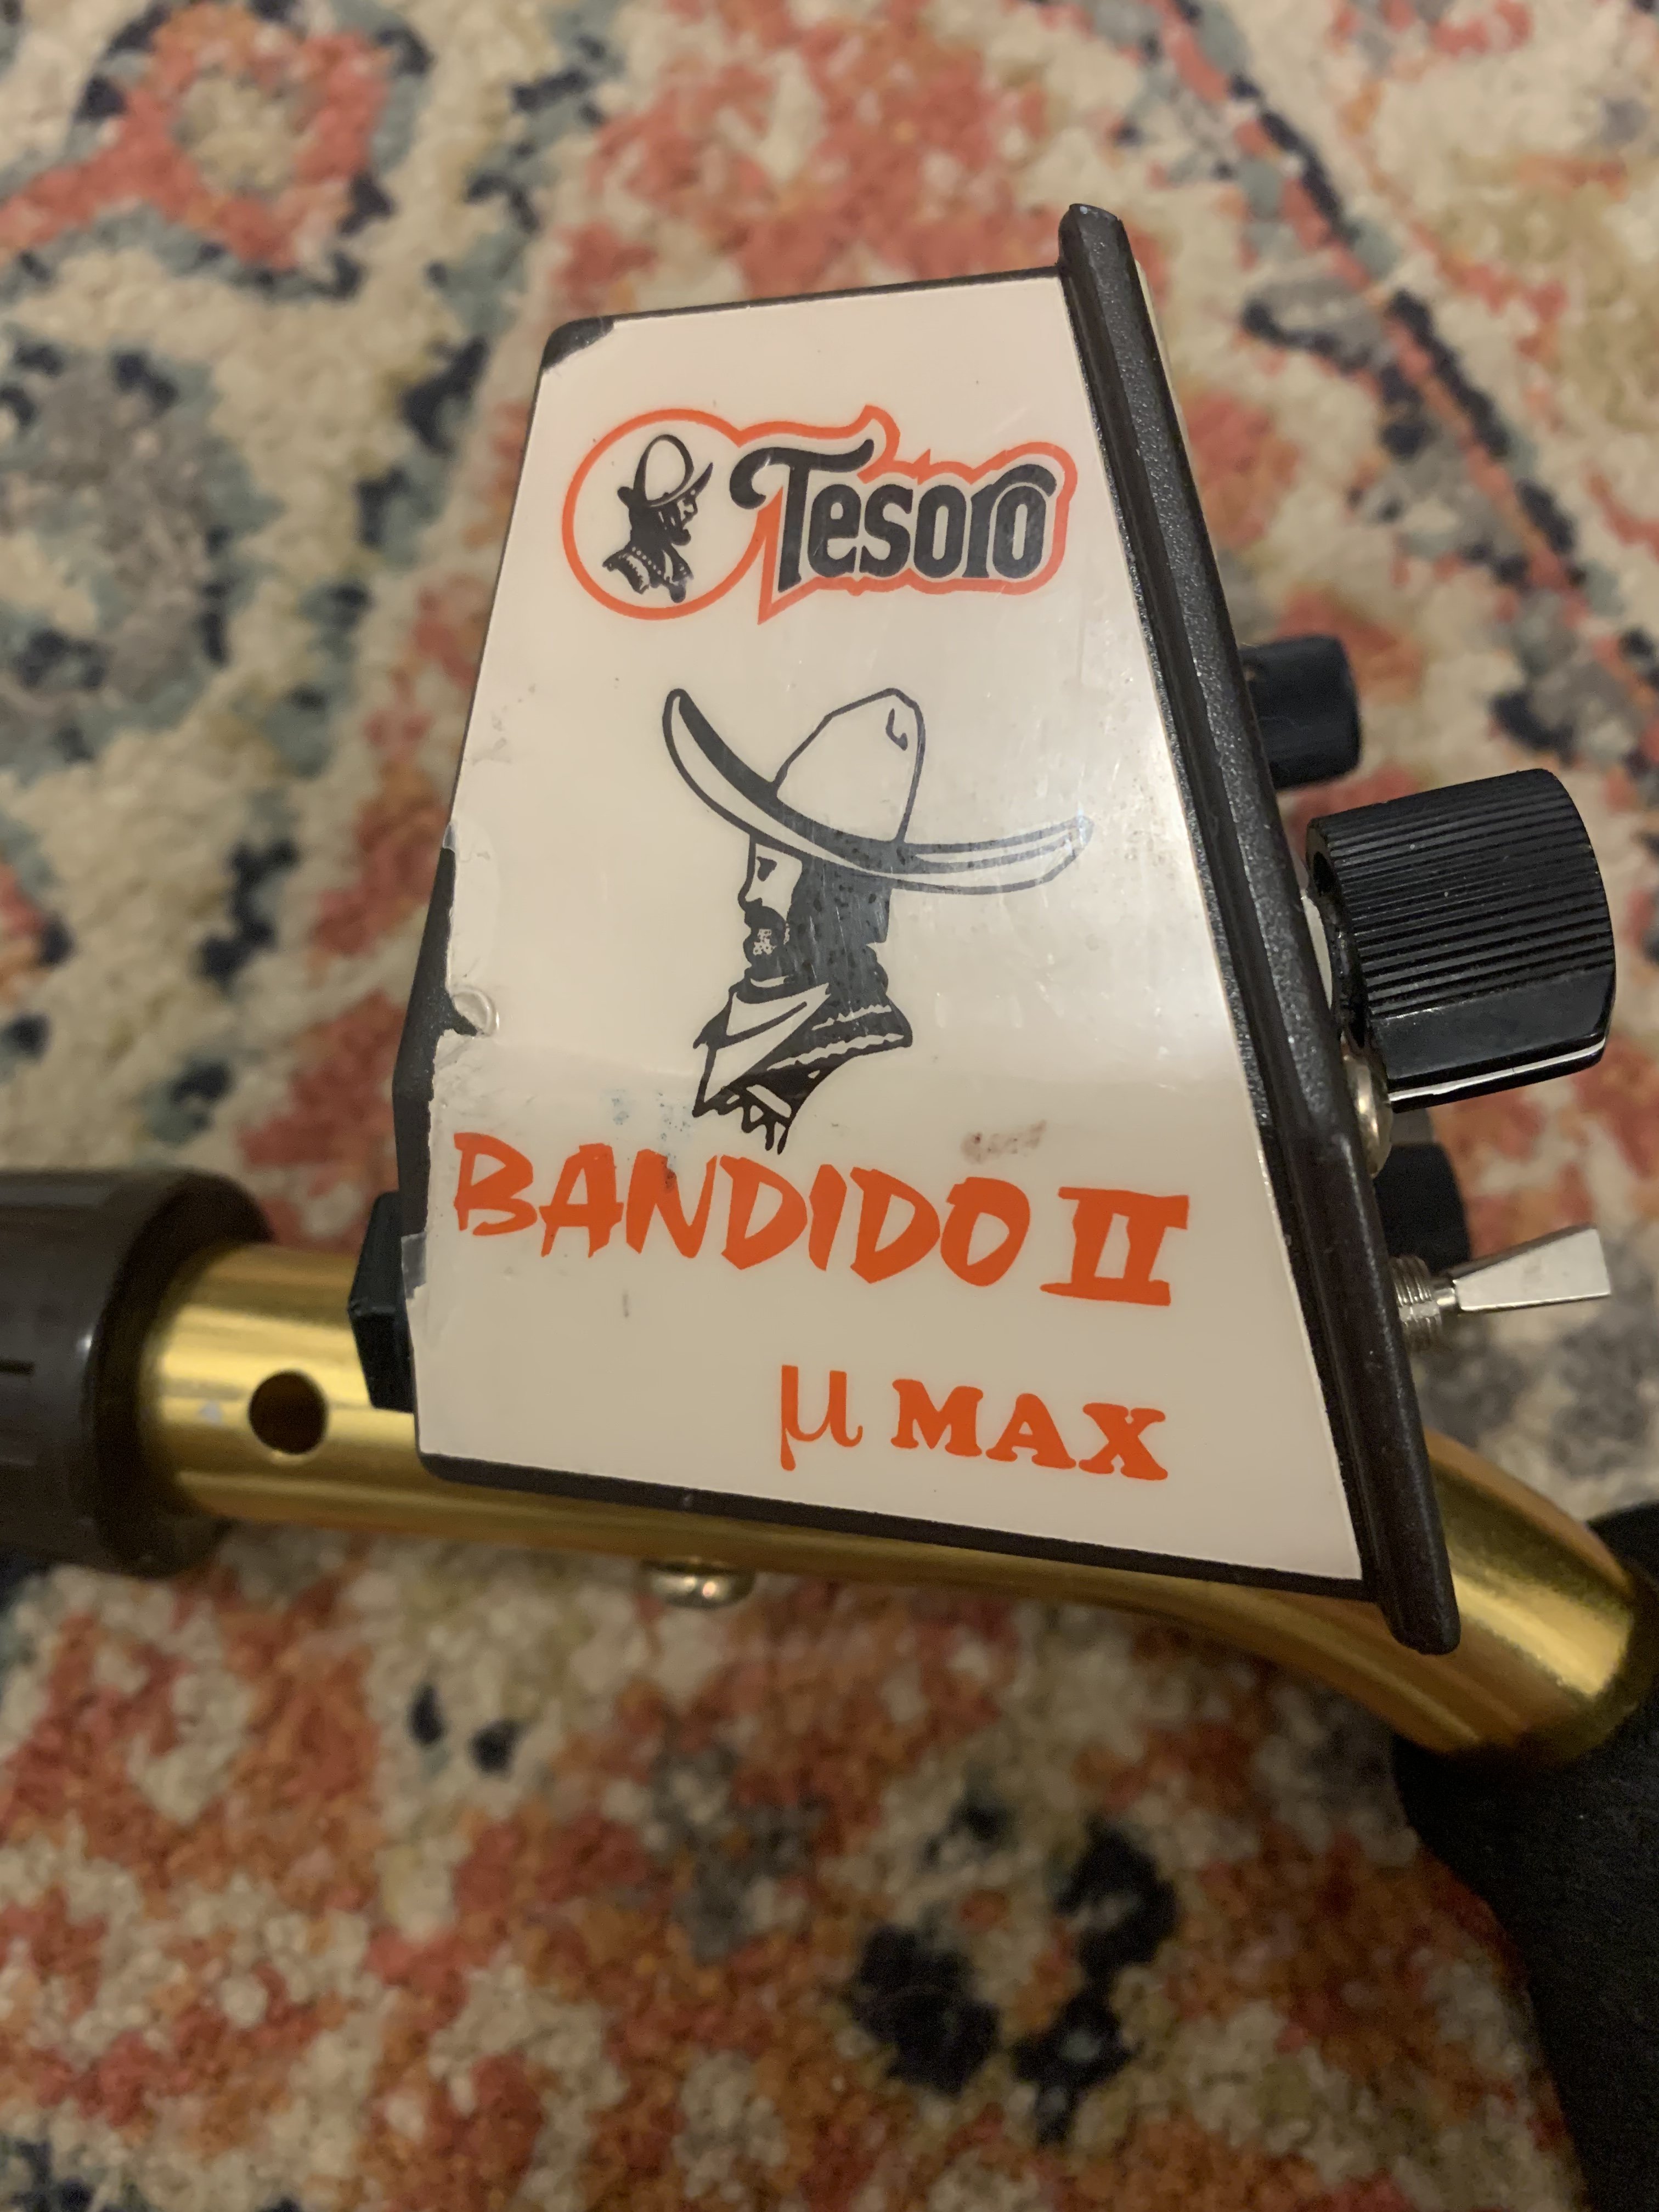 Tesoro
BANDIDO II
μ MAX